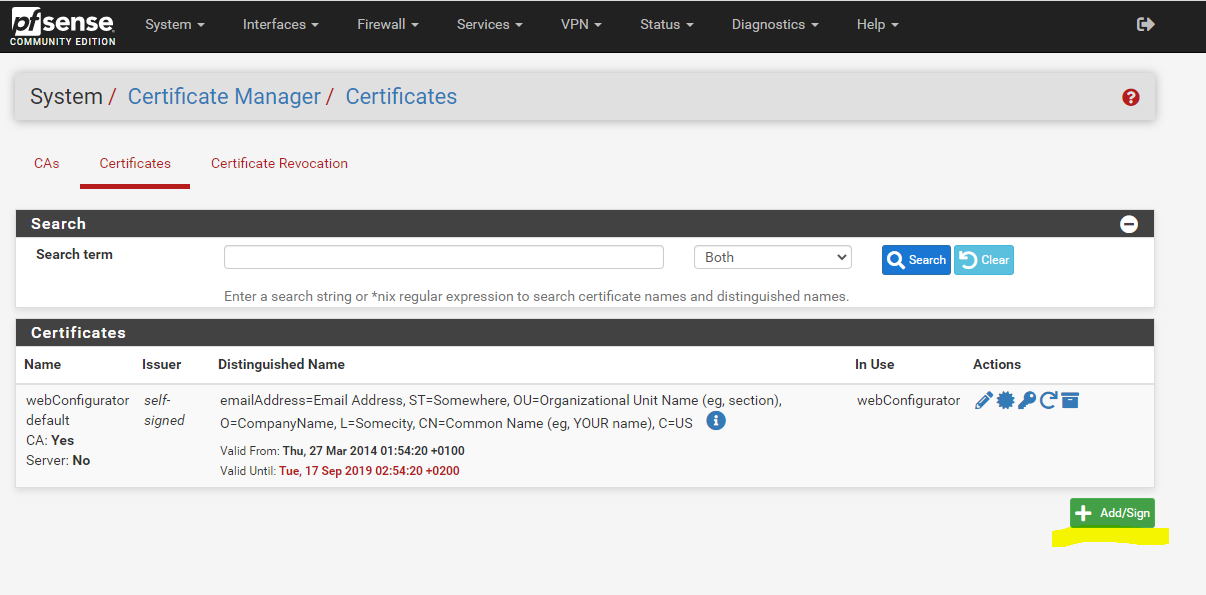 pfsense
COMMUNITY EDITION
System Interfaces Firewall Services VPN Status Diagnostics Help
System / Certificate Manager / Certificates
CAs Certificates Certificate Revocation
Search
Search term Both Search Clear
Enter a search string or *nix regular expression to search certificate names and distinguished names.
Certificates
Name Issuer Distinguished Name In Use Actions
webConfigurator
default
CA: Yes
Server: No
self-
signed
emailAddress=Email Address, ST=Somewhere, OU=Organizational Unit Name (eg, section),
O=CompanyName, L=Somecity, CN=Common Name (eg, YOUR name), C=US
Valid From: Thu, 27 Mar 2014 01:54:20 +0100
Valid Until: Tue, 17 Sep 2019 02:54:20 +0200
webConfigurator
Add/Sign